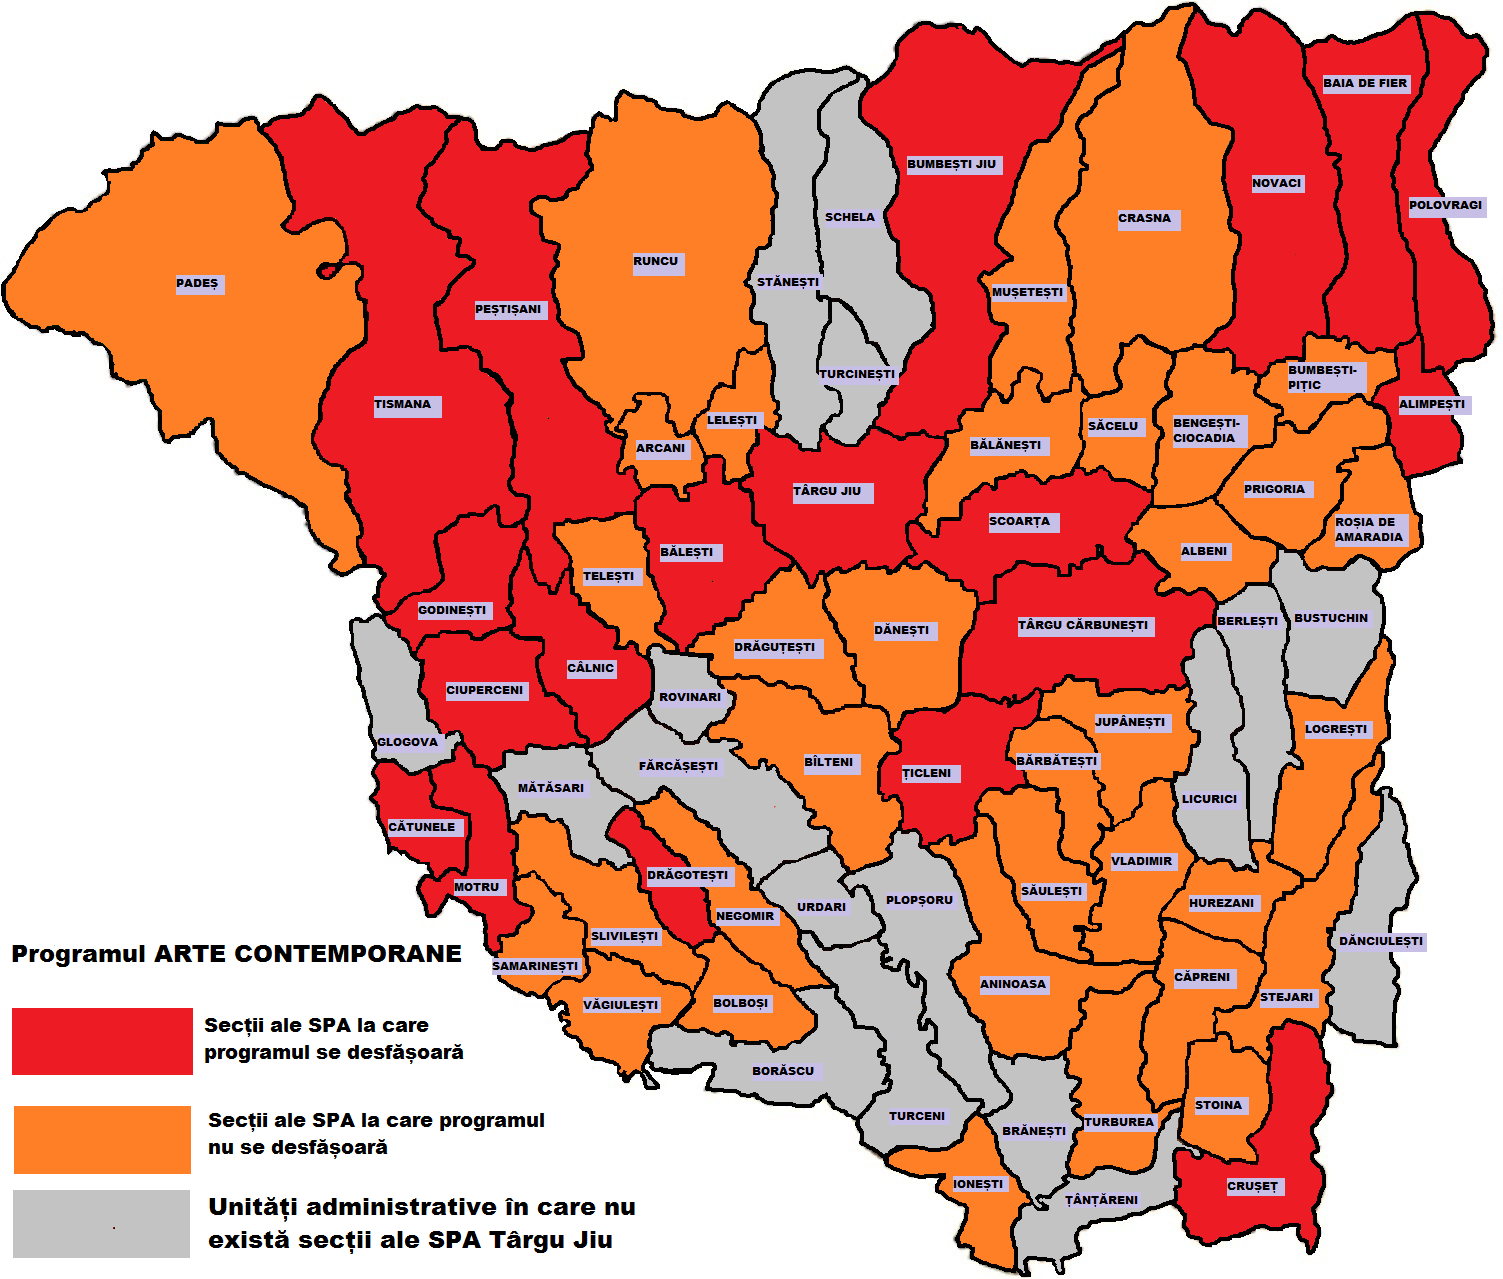 BAIA DE FIER
BUMBEȘTI JIU
NOVACI
POLOVRAGI
SCHELA
CRASNA
RUNCU
PADEȘ
STĂNEȘTI
MUȘETEȘTI
PEȘTIȘANI
TURCINEȘTI
BUMBEȘTI-
PIȚIC
TISMANA
ALIMPEȘTI
LELEȘTI
SĂCELU
BENGEȘTI-
CIOCADIA
ARCANI
BĂLĂNEȘTI
TÂRGU JIU
PRIGORIA
SCOARȚA
ROȘIA DE
AMARADIA
BĂLEȘTI
ALBENI
TELEȘTI
GODINEȘTI
DĂNEȘTI
TÂRGU CĂRBUNEȘTI
BERLEȘTI
BUSTUCHIN
DRĂGUȚEȘTI
CÂLNIC
CIUPERCENI
ROVINARI
JUPÂNEȘTI
LOGREȘTI
GLOGOVA
FĂRCĂȘEȘTI
BÎLTENI
ȚICLENI
BĂRBĂTEȘTI
MĂTĂSARI
LICURICI
CĂTUNELE
VLADIMIR
DRĂGOTEȘTI
MOTRU
SĂULEȘTI
PLOPȘORU
URDARI
NEGOMIR
HUREZANI
SLIVILEȘTI
DĂNCIULEȘTI
Programul ARTE CONTEMPORANE
SAMARINEȘTI
CĂPRENI
ANINOASA
STEJARI
VĂGIULEȘTI
BOLBOȘI
Secții ale SPA la care
programul se desfășoară
BORĂSCU
STOINA
TURCENI
TURBUREA
BRĂNEȘTI
Secții ale SPA la care programul
nu se desfășoară
IONEȘTI
CRUȘEȚ
ȚÂNȚĂRENI
Unități administrative în care nu
există secții ale SPA Târgu Jiu